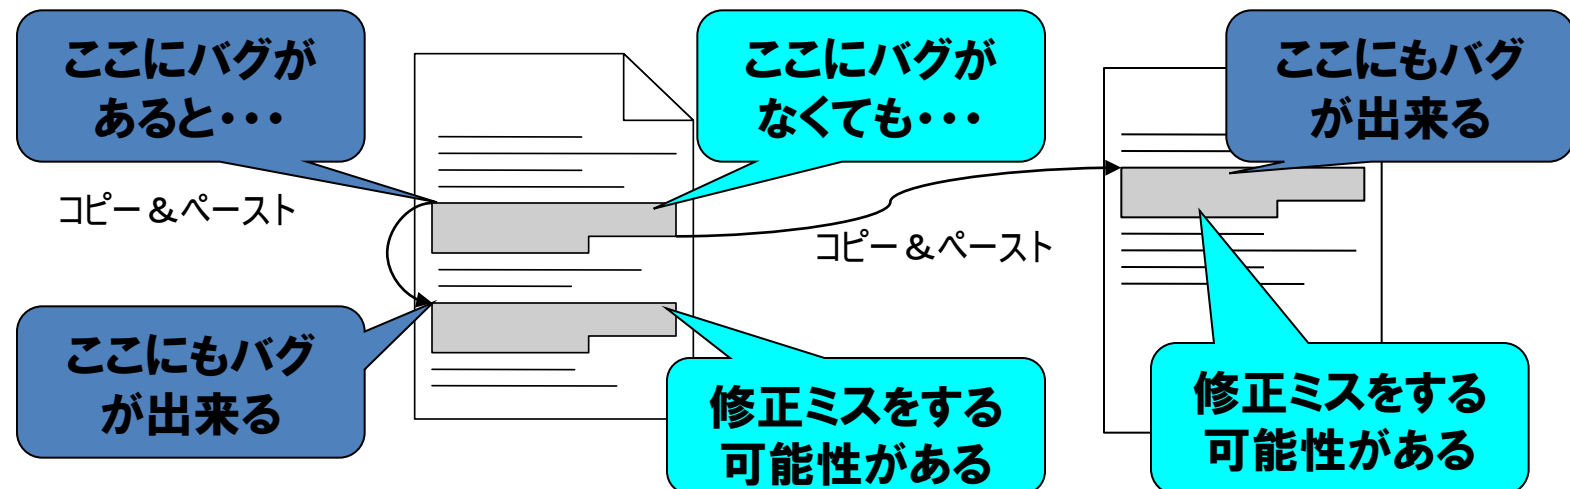 ここにバグが
あると・・・
ここにバグが
なくても・・・
ここにもバグ
が出来る
コピー＆ペースト
コピー＆ペースト
ここにもバグ
が出来る
修正ミスをする
可能性がある
修正ミスをする
可能性がある